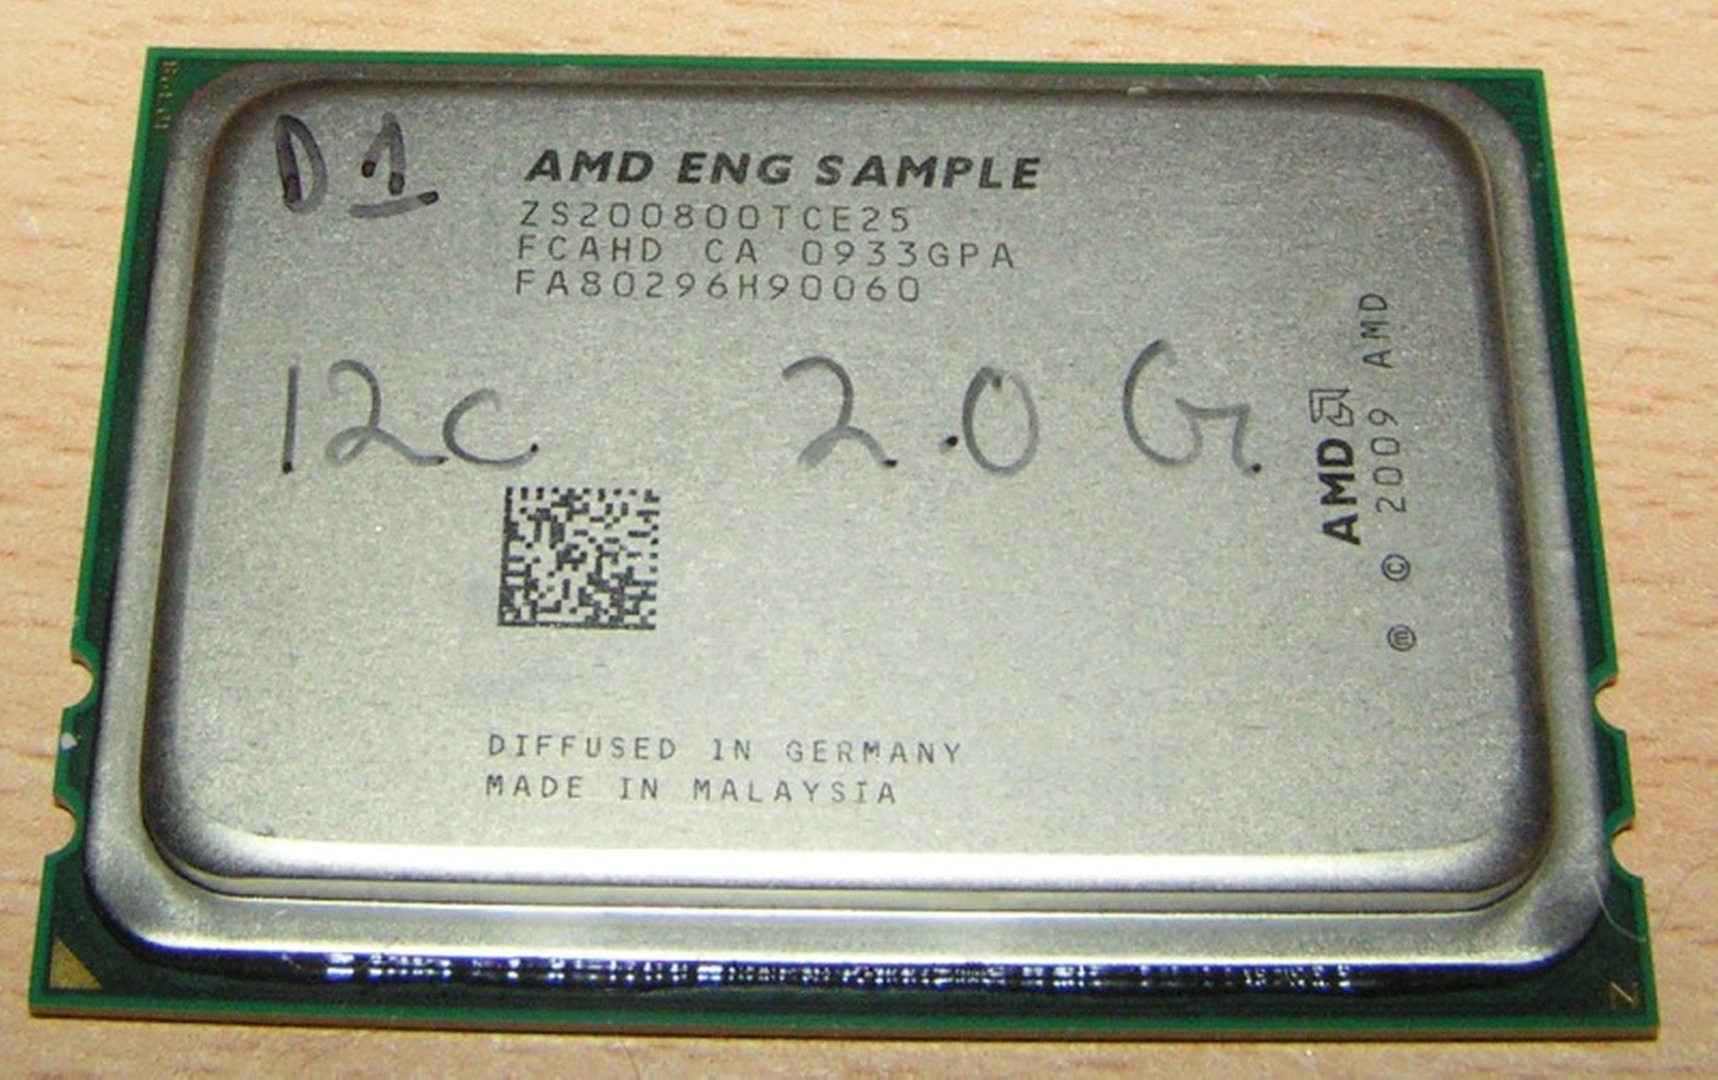 D1
AMD ENG SAMPLE
ZS200800TCE25
FCAHD CA 0933GPA
FA80296H90060
12c 2.0 G
AMD
ⓜ © 2009 AMD
DIFFUSED IN GERMANY
MADE IN MALAYSIA
N